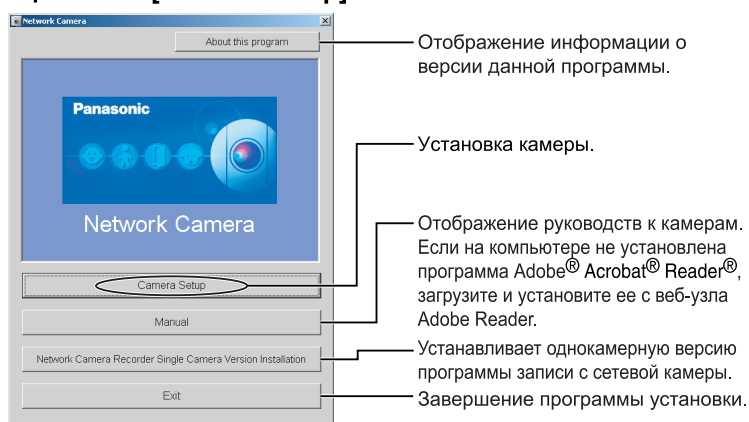 Network Camera
About this program
Отображение информации о
версии данной программы.
Panasonic
Network Camera
Установка камеры.
Отображение руководств к камерам.
Если на компьютере не установлена
программа Adobe® Acrobat® Reader®,
загрузите и установите ее с веб-узла
Adobe Reader.
Camera Setup
Manual
Network Camera Recorder Single Camera Version Installation
Устанавливает однокамерную версию
программы записи с сетевой камеры.
Exit
Завершение программы установки.